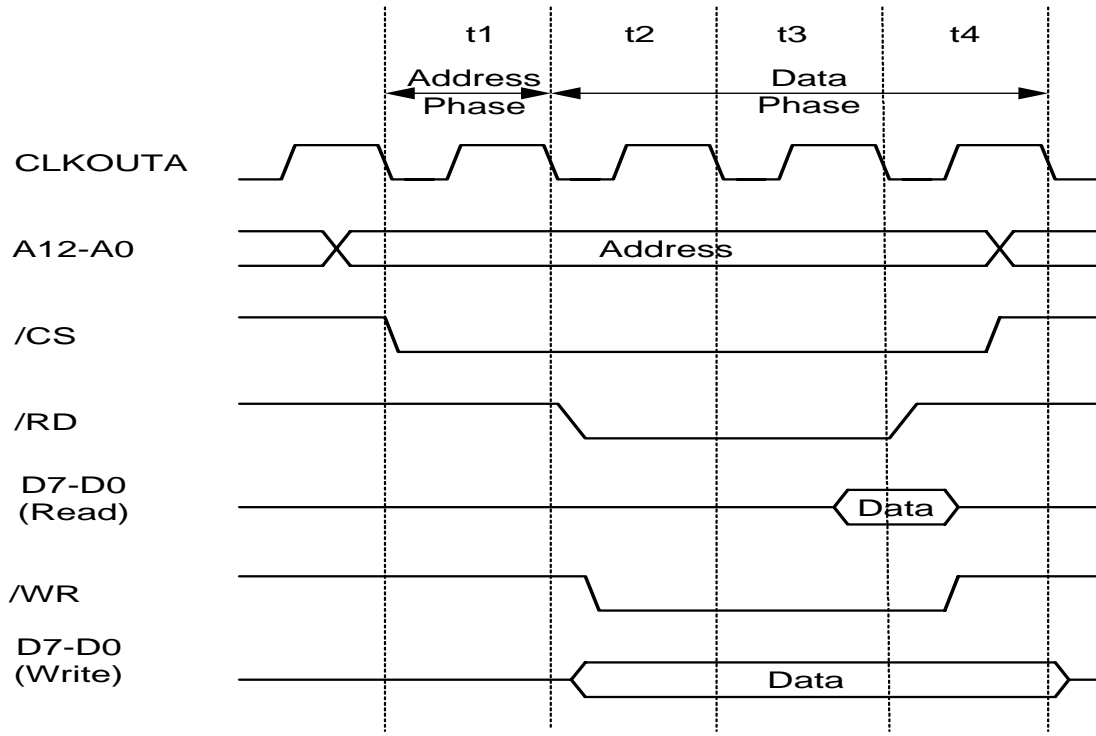 t1 t2 t3 t4
Address Data
Phase Phase
CLKOUTA
A12-A0 Address
/CS
/RD
D7-D0
(Read) Data
/WR
D7-D0
(Write) Data